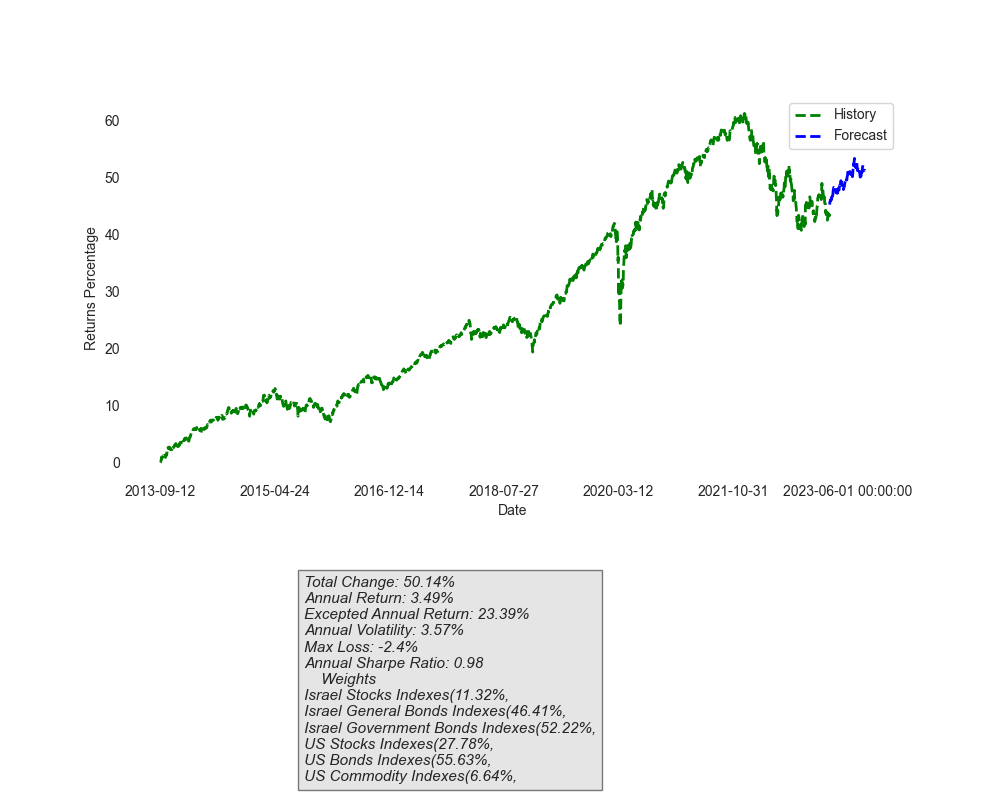 History
Forecast
60
50
40
30
20
10
0
Returns Percentage
2013-09-12 2015-04-24 2016-12-14 2018-07-27 2020-03-12 2021-10-31 2023-06-01 00:00:00
Date
Total Change: 50.14%
Annual Return: 3.49%
Excepted Annual Return: 23.39%
Annual Volatility: 3.57%
Max Loss: -2.4%
Annual Sharpe Ratio: 0.98
Weights
Israel Stocks Indexes(11.32%,
Israel General Bonds Indexes(46.41%,
Israel Government Bonds Indexes(52.22%,
US Stocks Indexes(27.78%,
US Bonds Indexes(55.63%,
US Commodity Indexes(6.64%,